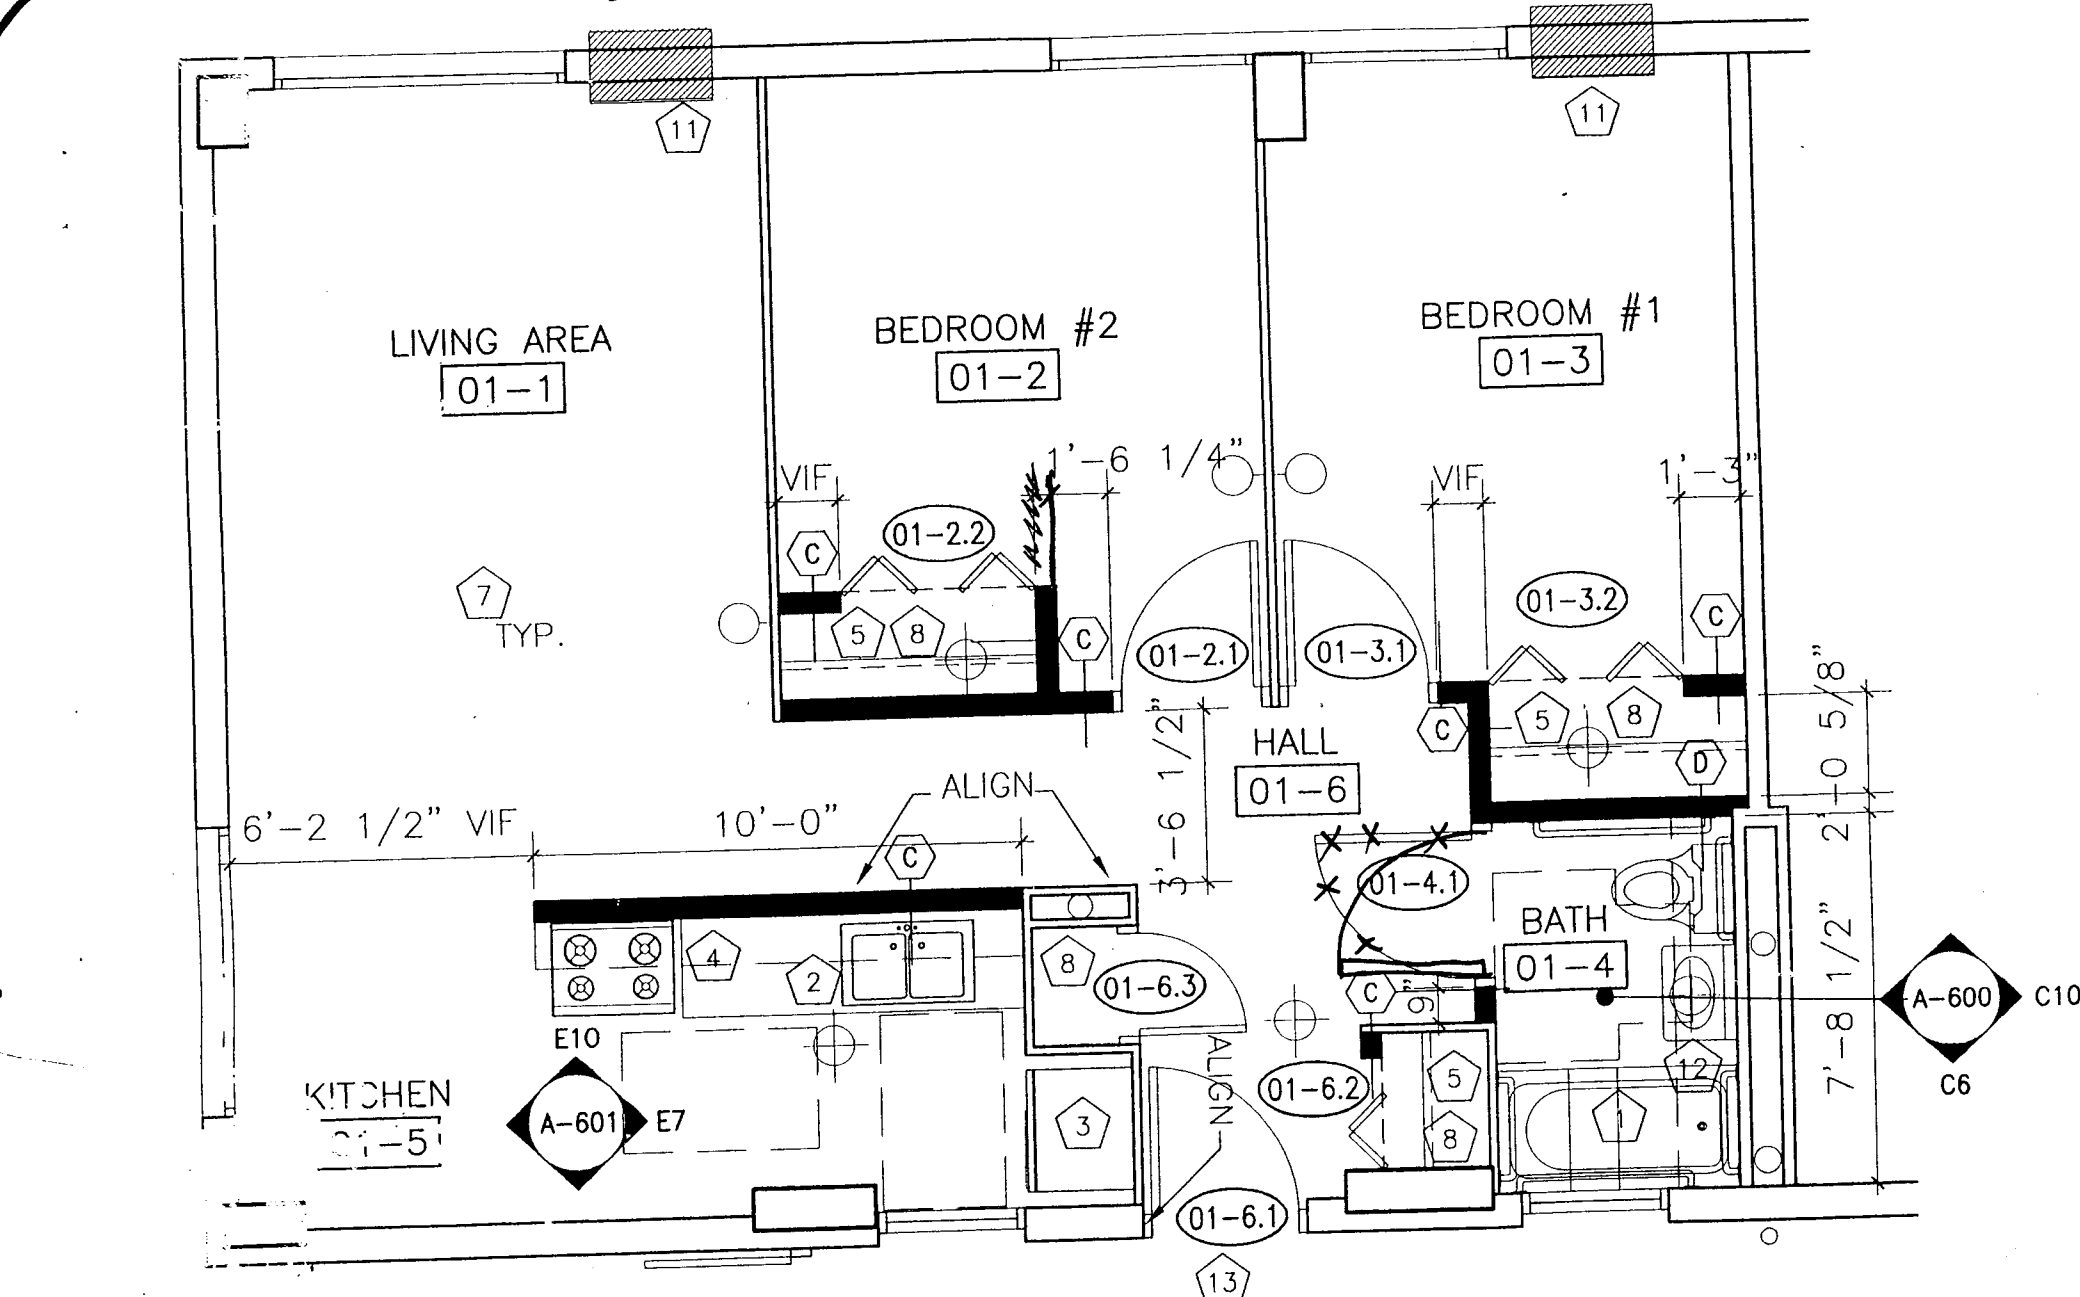 11
11
LIVING AREA
01-1
BEDROOM #2
01-2
BEDROOM #1
01-3
VIF
1'-6 1/4"
VIF
1'-3"
01-2.2
C
7
TYP.
5
8
C
01-2.1
01-3.1
01-3.2
C
5
8
C
D
2'-0 5/8"
HALL
01-6
3'-6 1/2"
ALIGN
6'-2 1/2" VIF
10'-0"
C
01-4.1
BATH
01-4
4
2
8
01-6.3
C
9"
7'-8 1/2"
A-600
C10
C6
E10
KITCHEN
01-5
A-601
E7
3
ALIGN
01-6.2
5
8
12
1
01-6.1
13